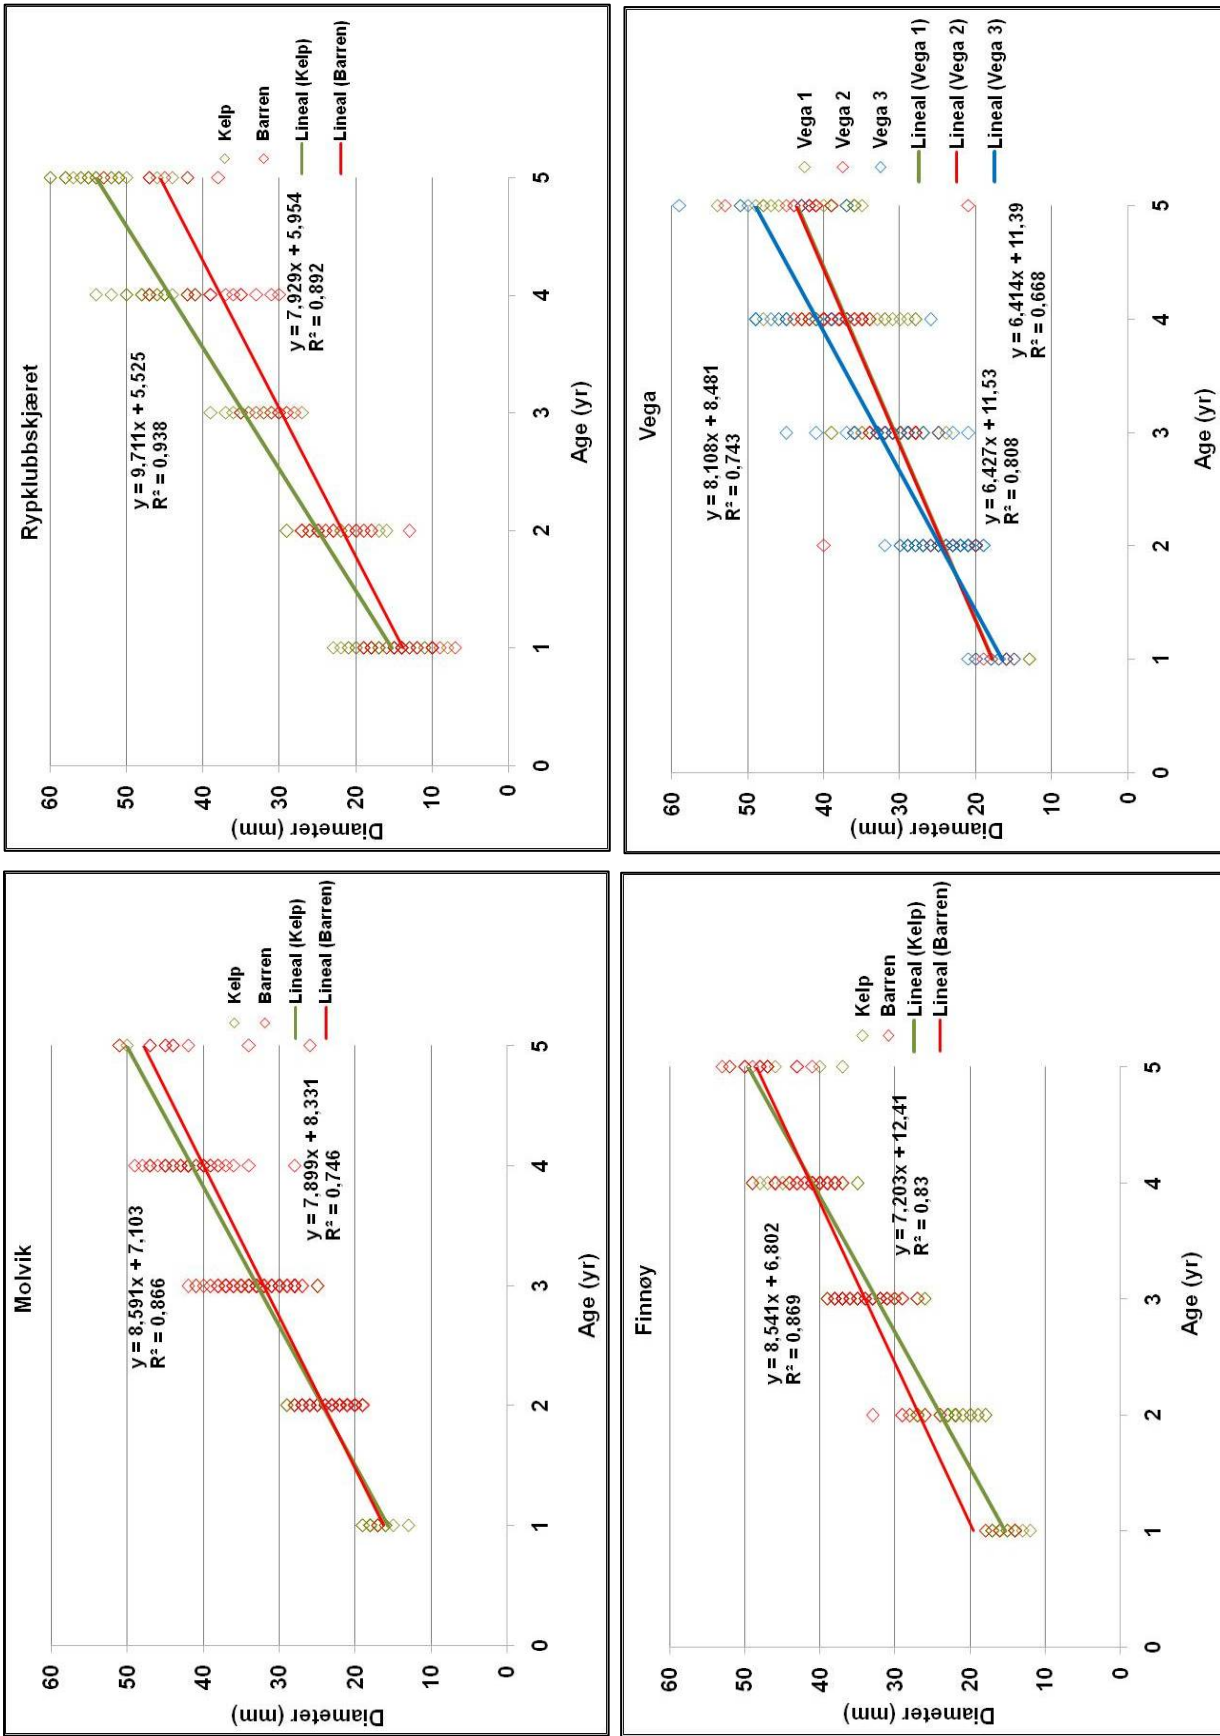 Molvik
60
50
40
30
20
10
0
Diameter (mm)
0
1
2
3
4
5
Age (yr)
y = 8,591x + 7,103
R² = 0,866
y = 7,899x + 8,331
R² = 0,746
Kelp
Barren
Lineal (Kelp)
Lineal (Barren)
Rypklubbskjæret
60
50
40
30
20
10
0
Diameter (mm)
0
1
2
3
4
5
Age (yr)
y = 9,711x + 5,525
R² = 0,938
y = 7,929x + 5,954
R² = 0,892
Kelp
Barren
Lineal (Kelp)
Lineal (Barren)
Finnøy
60
50
40
30
20
10
0
Diameter (mm)
0
1
2
3
4
5
Age (yr)
y = 8,541x + 6,802
R² = 0,869
y = 7,203x + 12,41
R² = 0,83
Kelp
Barren
Lineal (Kelp)
Lineal (Barren)
Vega
60
50
40
30
20
10
0
Diameter (mm)
0
1
2
3
4
5
Age (yr)
y = 8,108x + 8,481
R² = 0,743
y = 6,427x + 11,53
R² = 0,808
y = 6,414x + 11,39
R² = 0,668
Vega 1
Vega 2
Vega 3
Lineal (Vega 1)
Lineal (Vega 2)
Lineal (Vega 3)